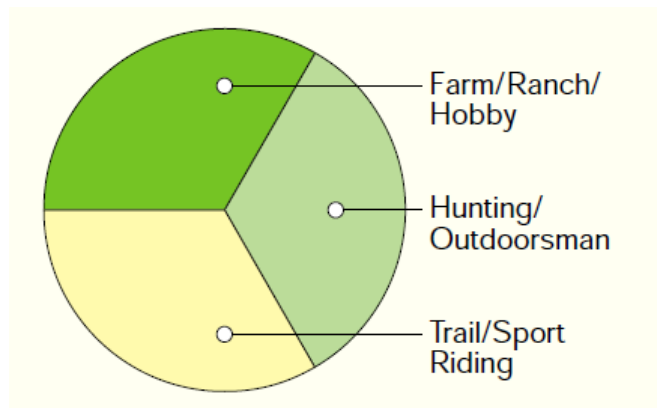 Farm/Ranch/
Hobby
Hunting/
Outdoorsman
Trail/Sport
Riding